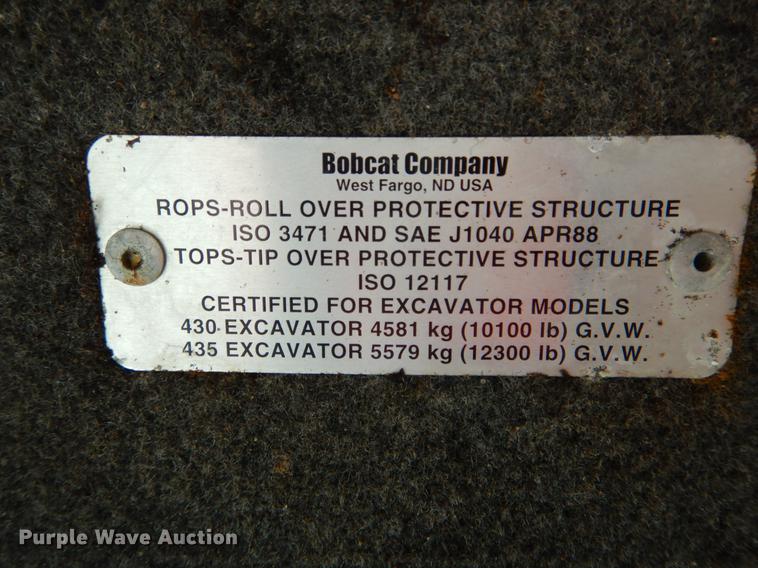 Bobcat Company
West Fargo, ND USA
ROPS-ROLL OVER PROTECTIVE STRUCTURE
ISO 3471 AND SAE J1040 APR88
TOPS-TIP OVER PROTECTIVE STRUCTURE
ISO 12117
CERTIFIED FOR EXCAVATOR MODELS
430 EXCAVATOR 4581 kg (10100 lb) G.V.W.
435 EXCAVATOR 5579 kg (12300 lb) G.V.W.
Purple Wave Auction